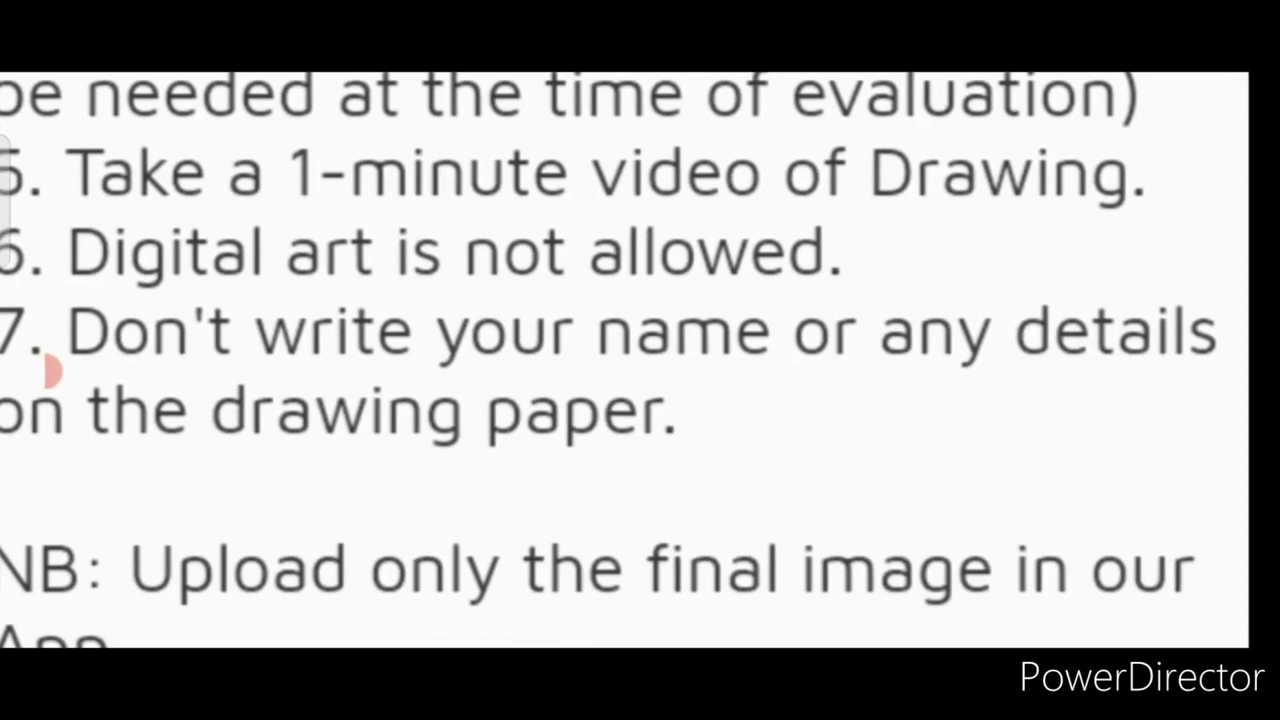 be needed at the time of evaluation)
5. Take a 1-minute video of Drawing.
6. Digital art is not allowed.
7. Don't write your name or any details
on the drawing paper.
NB: Upload only the final image in our
App
PowerDirector